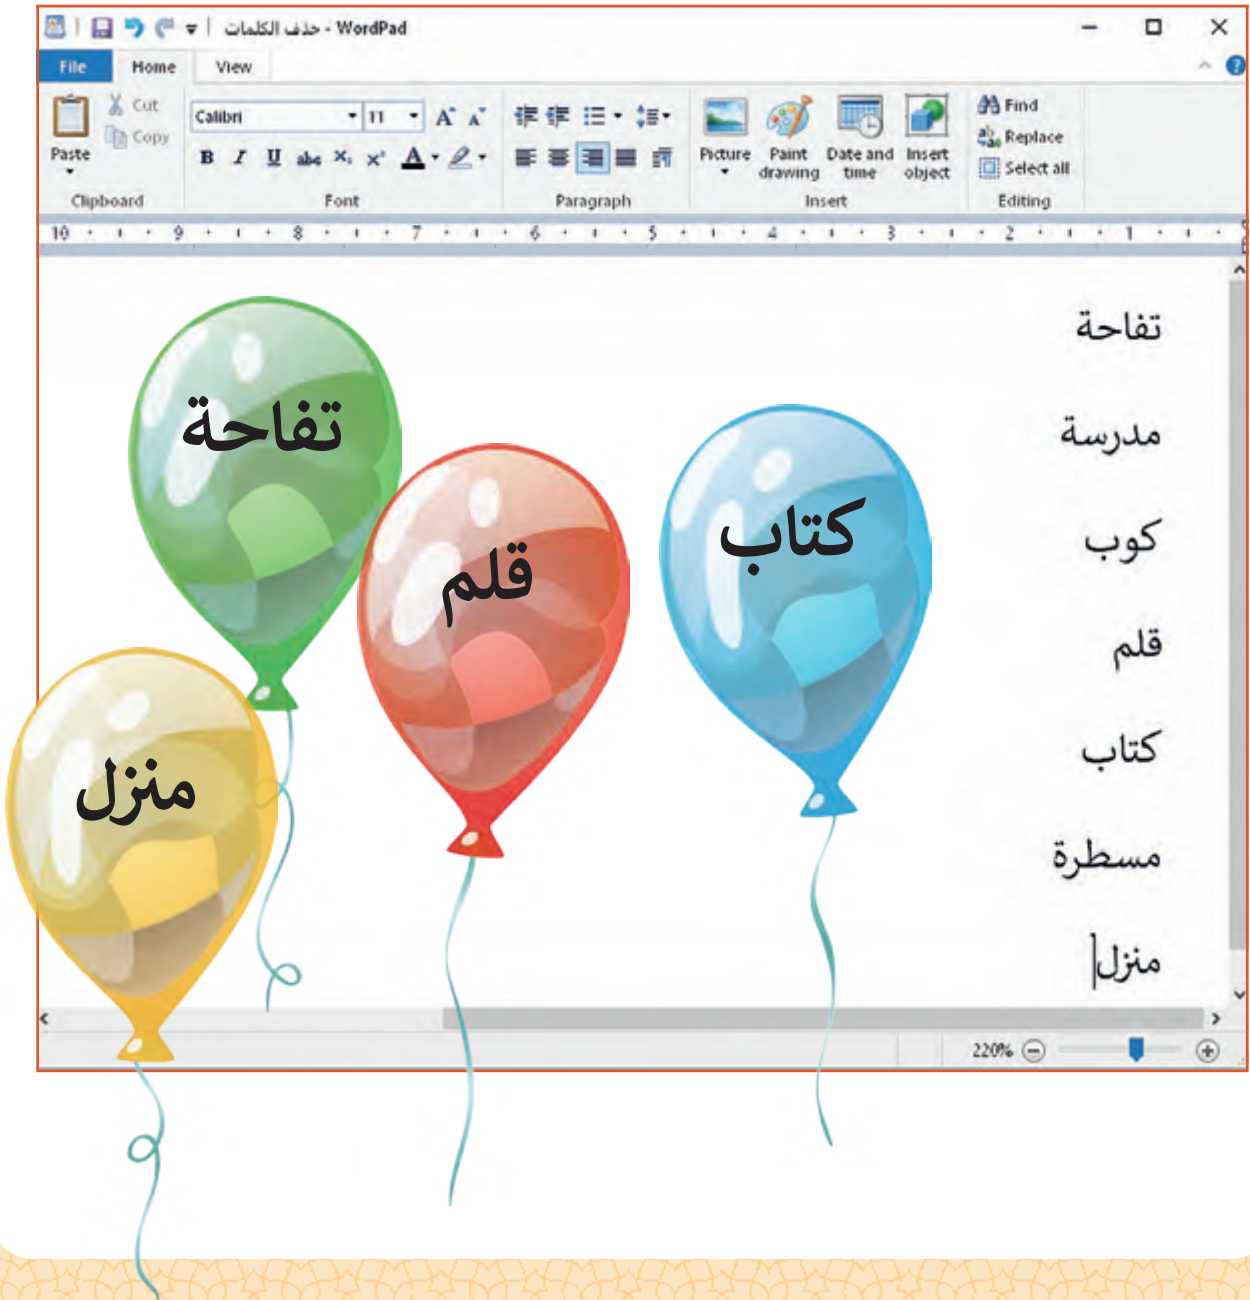 حذف الكلمات - WordPad
File Home View
Cut
Copy
Paste
Clipboard
Calibri 11
B I U abc X₂ X² A
Font
Paragraph
Picture
Paint drawing
Date and time
Insert object
Insert
Find
Replace
Select all
Editing
10 9 8 7 6 5 4 3 2 1
تفاحة
مدرسة
كوب
قلم
كتاب
مسطرة
منزل
تفاحة
كتاب
قلم
منزل
220%